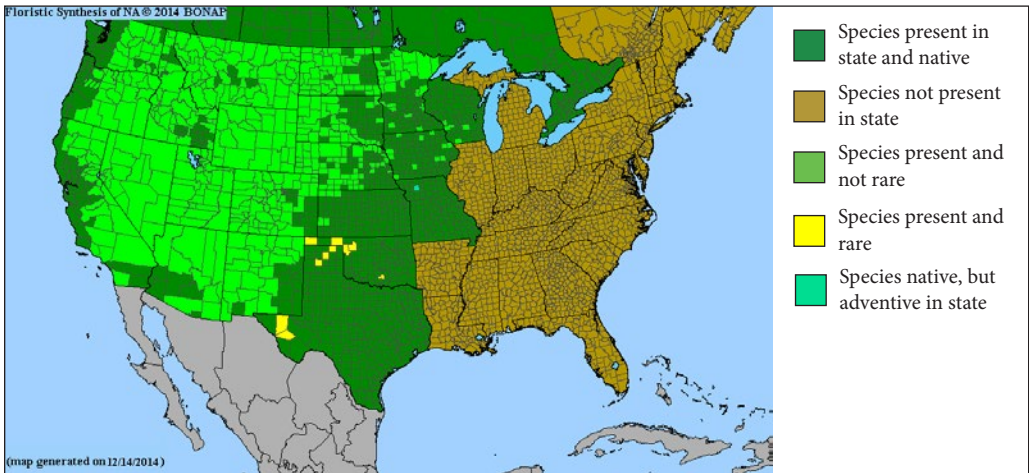 Floristic Synthesis of NA © 2014 BONAP
(map generated on 12/14/2014)
Species present in
state and native
Species not present
in state
Species present and
not rare
Species present and
rare
Species native, but
adventive in state